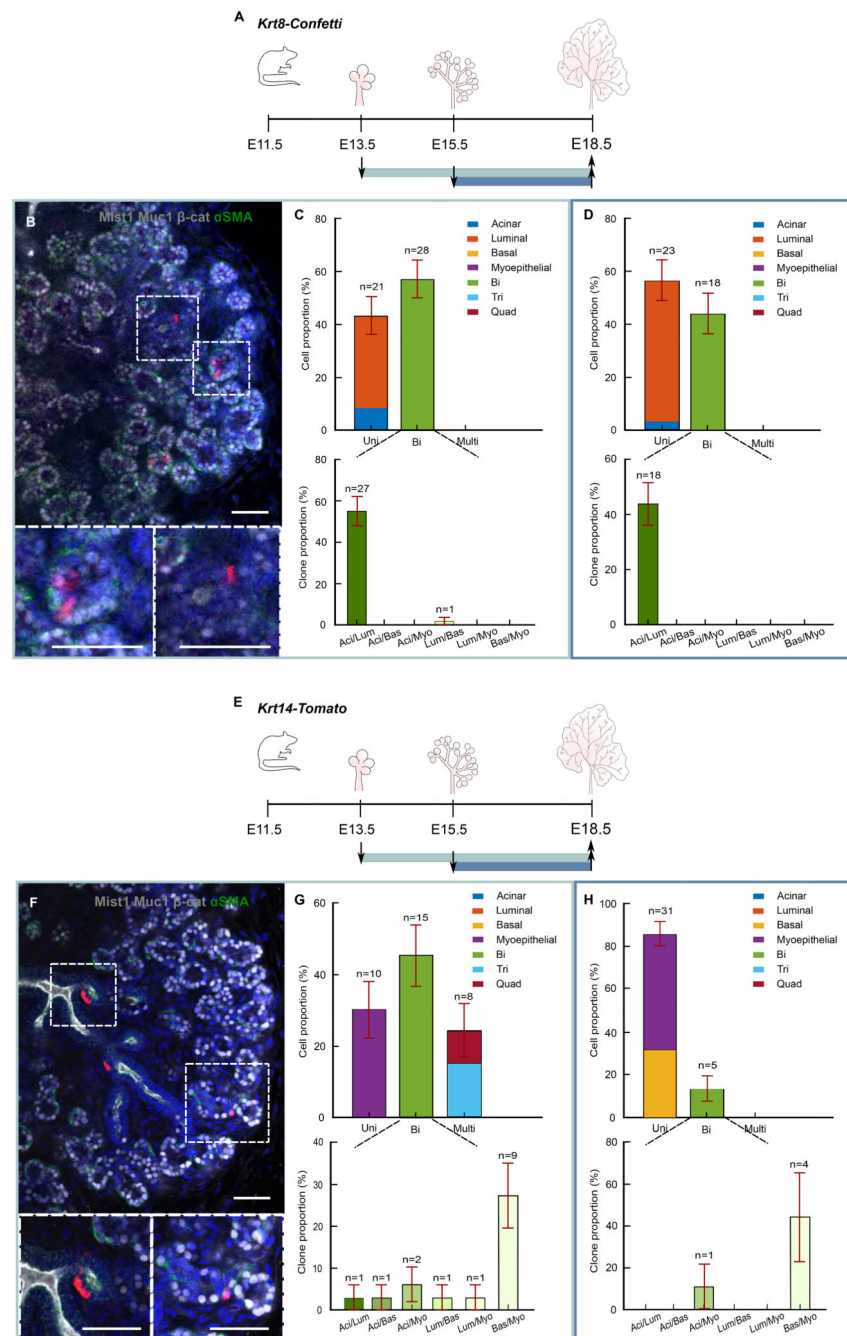 A Krt8-Confetti
E11.5 E13.5 E15.5 E18.5
B Mist1 Muc1 β-cat αSMA
C
80
60
40
20
0
Cell proportion (%)
n=21
n=28
Acinar
Luminal
Basal
Myoepithelial
Bi
Tri
Quad
Uni Bi Multi
80
60
40
20
0
Clone proportion (%)
n=27
n=1
Aci/Lum Aci/Bas Aci/Myo Lum/Bas Lum/Myo Bas/Myo
D
80
60
40
20
0
Cell proportion (%)
n=23
n=18
Acinar
Luminal
Basal
Myoepithelial
Bi
Tri
Quad
Uni Bi Multi
60
40
20
0
Clone proportion (%)
n=18
Aci/Lum Aci/Bas Aci/Myo Lum/Bas Lum/Myo Bas/Myo
E Krt14-Tomato
E11.5 E13.5 E15.5 E18.5
F Mist1 Muc1 β-cat αSMA
G
60
40
20
0
Cell proportion (%)
n=10
n=15
n=8
Acinar
Luminal
Basal
Myoepithelial
Bi
Tri
Quad
Uni Bi Multi
40
30
20
10
0
Clone proportion (%)
n=1
n=1
n=2
n=1
n=1
n=9
Aci/Lum Aci/Bas Aci/Myo Lum/Bas Lum/Myo Bas/Myo
H
100
80
60
40
20
0
Cell proportion (%)
n=31
n=5
Acinar
Luminal
Basal
Myoepithelial
Bi
Tri
Quad
Uni Bi Multi
80
60
40
20
0
Clone proportion (%)
n=1
n=4
Aci/Lum Aci/Bas Aci/Myo Lum/Bas Lum/Myo Bas/Myo